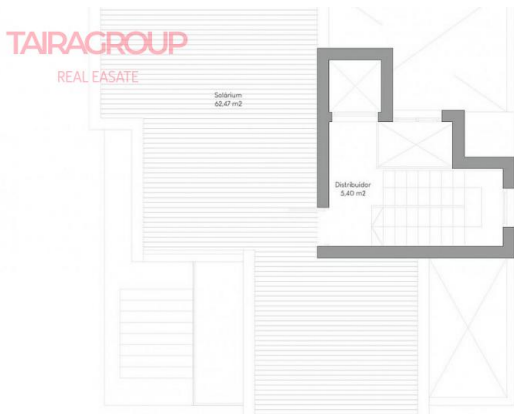 TAIRAGROUP
REAL EASATE
Solárium
62,47 m2
Distribuidor
5,40 m2